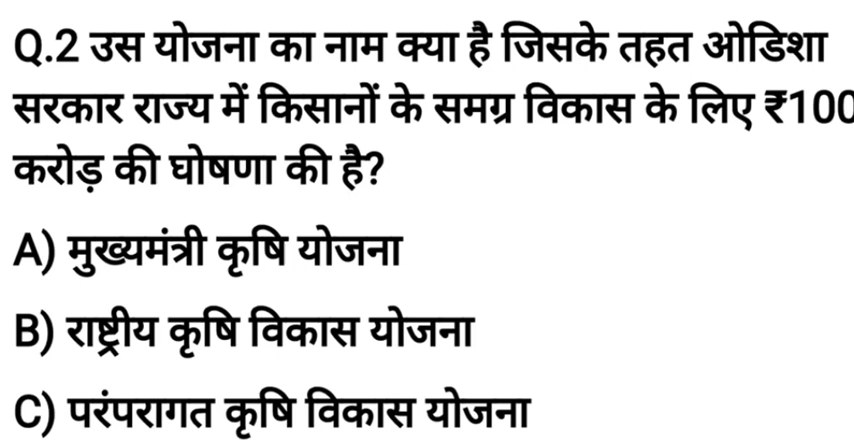 Q.2 उस योजना का नाम क्या है जिसके तहत ओडिशा
सरकार राज्य में किसानों के समग्र विकास के लिए ₹100
करोड़ की घोषणा की है?
A) मुख्यमंत्री कृषि योजना
B) राष्ट्रीय कृषि विकास योजना
C) परंपरागत कृषि विकास योजना